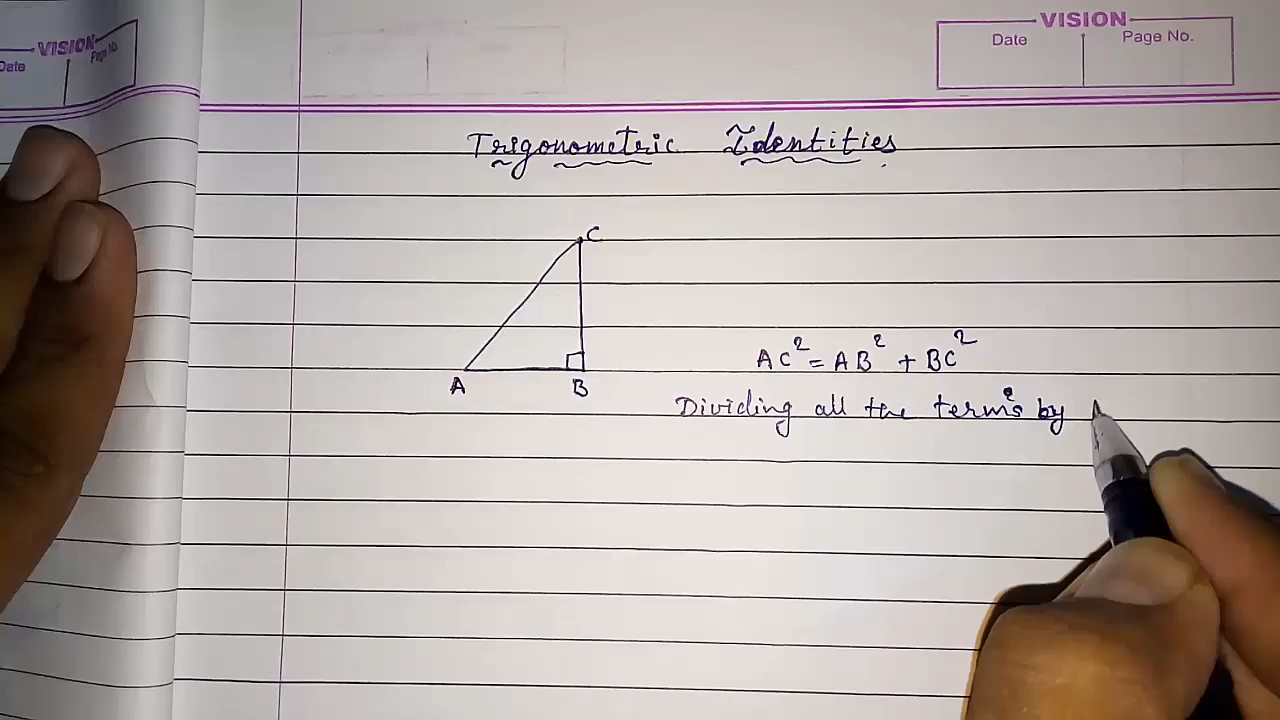 VISION
Date
Page No.
VISION
Date
Page No.
Trigonometric Identities
C
A
B
AC² = AB² + BC²
Dividing all the terms by